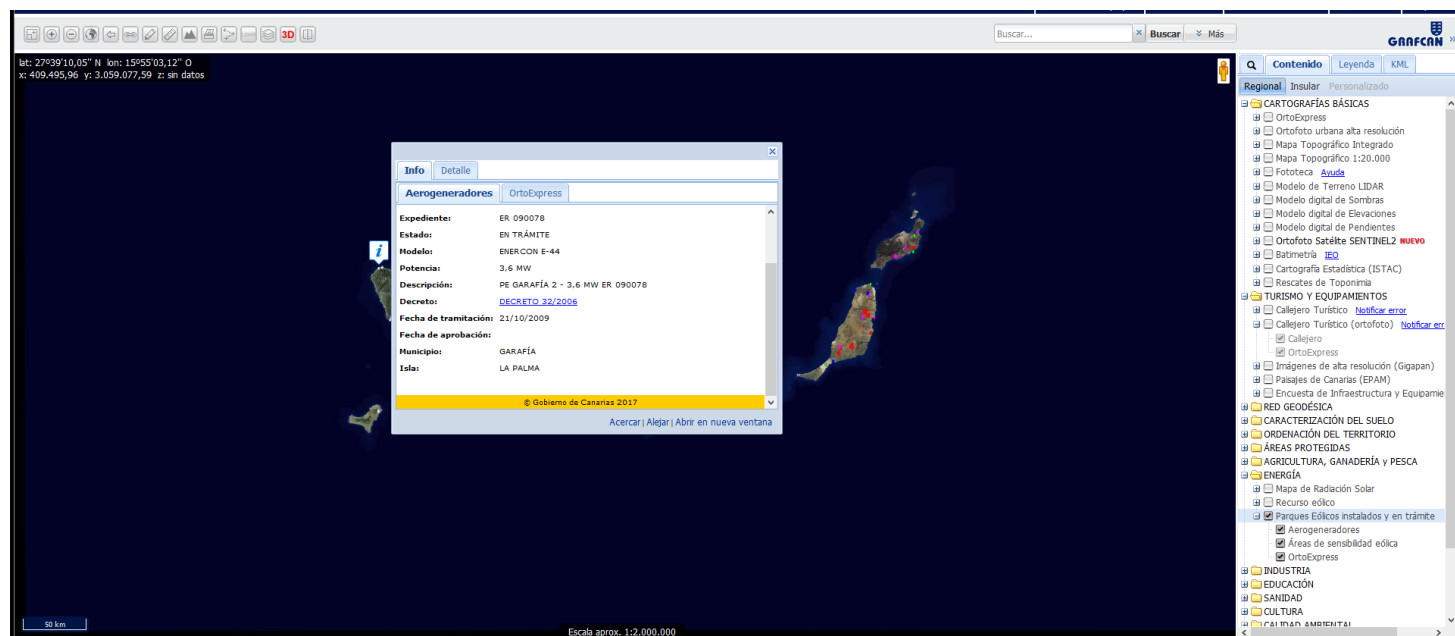 3D
Buscar...
Buscar
Más
GRAFCAN
lat: 27º39'10,05'' N lon: 15º55'03,12'' O
x: 409.495,96 y: 3.059.077,59 z: sin datos
Info Detalle
Aerogeneradores OrtoExpress
Expediente: ER 090078
Estado: EN TRÁMITE
Modelo: ENERCON E-44
Potencia: 3,6 MW
Descripción: PE GARAFÍA 2 - 3,6 MW ER 090078
Decreto: DECRETO 32/2006
Fecha de tramitación: 21/10/2009
Fecha de aprobación:
Municipio: GARAFÍA
Isla: LA PALMA
© Gobierno de Canarias 2017
Acercar | Alejar | Abrir en nueva ventana
50 km
Escala aprox. 1:2.000.000
Contenido Leyenda KML
Regional Insular Personalizado
CARTOGRAFÍAS BÁSICAS
OrtoExpress
Ortofoto urbana alta resolución
Mapa Topográfico Integrado
Mapa Topográfico 1:20.000
Fototeca Ayuda
Modelo de Terreno LIDAR
Modelo digital de Sombras
Modelo digital de Elevaciones
Modelo digital de Pendientes
Ortofoto Satélite SENTINEL2 NUEVO
Batimetría IEO
Cartografía Estadística (ISTAC)
Rescates de Toponimia
TURISMO Y EQUIPAMIENTOS
Callejero Turístico Notificar error
Callejero Turístico (ortofoto) Notificar err
Callejero
OrtoExpress
Imágenes de alta resolución (Gigapan)
Paisajes de Canarias (EPAM)
Encuesta de Infraestructura y Equipamie
RED GEODÉSICA
CARACTERIZACIÓN DEL SUELO
ORDENACIÓN DEL TERRITORIO
ÁREAS PROTEGIDAS
AGRICULTURA, GANADERÍA y PESCA
ENERGÍA
Mapa de Radiación Solar
Recurso eólico
Parques Eólicos instalados y en trámite
Aerogeneradores
Áreas de sensibilidad eólica
OrtoExpress
INDUSTRIA
EDUCACIÓN
SANIDAD
CULTURA
CALIDAD AMBIENTAL